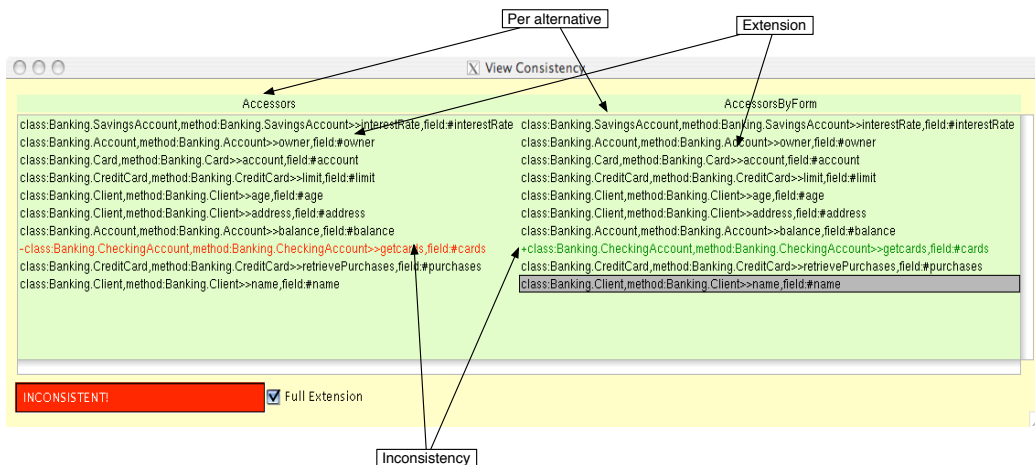 Per alternative
Extension
View Consistency
Accessors
AccessorsByForm
class:Banking.SavingsAccount,method:Banking.SavingsAccount>>interestRate,field:#interestRate
class:Banking.SavingsAccount,method:Banking.SavingsAccount>>interestRate,field:#interestRate
class:Banking.Account,method:Banking.Account>>owner,field:#owner
class:Banking.Account,method:Banking.Account>>owner,field:#owner
class:Banking.Card,method:Banking.Card>>account,field:#account
class:Banking.Card,method:Banking.Card>>account,field:#account
class:Banking.CreditCard,method:Banking.CreditCard>>limit,field:#limit
class:Banking.CreditCard,method:Banking.CreditCard>>limit,field:#limit
class:Banking.Client,method:Banking.Client>>age,field:#age
class:Banking.Client,method:Banking.Client>>age,field:#age
class:Banking.Client,method:Banking.Client>>address,field:#address
class:Banking.Client,method:Banking.Client>>address,field:#address
class:Banking.Account,method:Banking.Account>>balance,field:#balance
class:Banking.Account,method:Banking.Account>>balance,field:#balance
-class:Banking.CheckingAccount,method:Banking.CheckingAccount>>getcards,field:#cards
+class:Banking.CheckingAccount,method:Banking.CheckingAccount>>getcards,field:#cards
class:Banking.CreditCard,method:Banking.CreditCard>>retrievePurchases,field:#purchases
class:Banking.CreditCard,method:Banking.CreditCard>>retrievePurchases,field:#purchases
class:Banking.Client,method:Banking.Client>>name,field:#name
class:Banking.Client,method:Banking.Client>>name,field:#name
INCONSISTENT!
Full Extension
Inconsistency